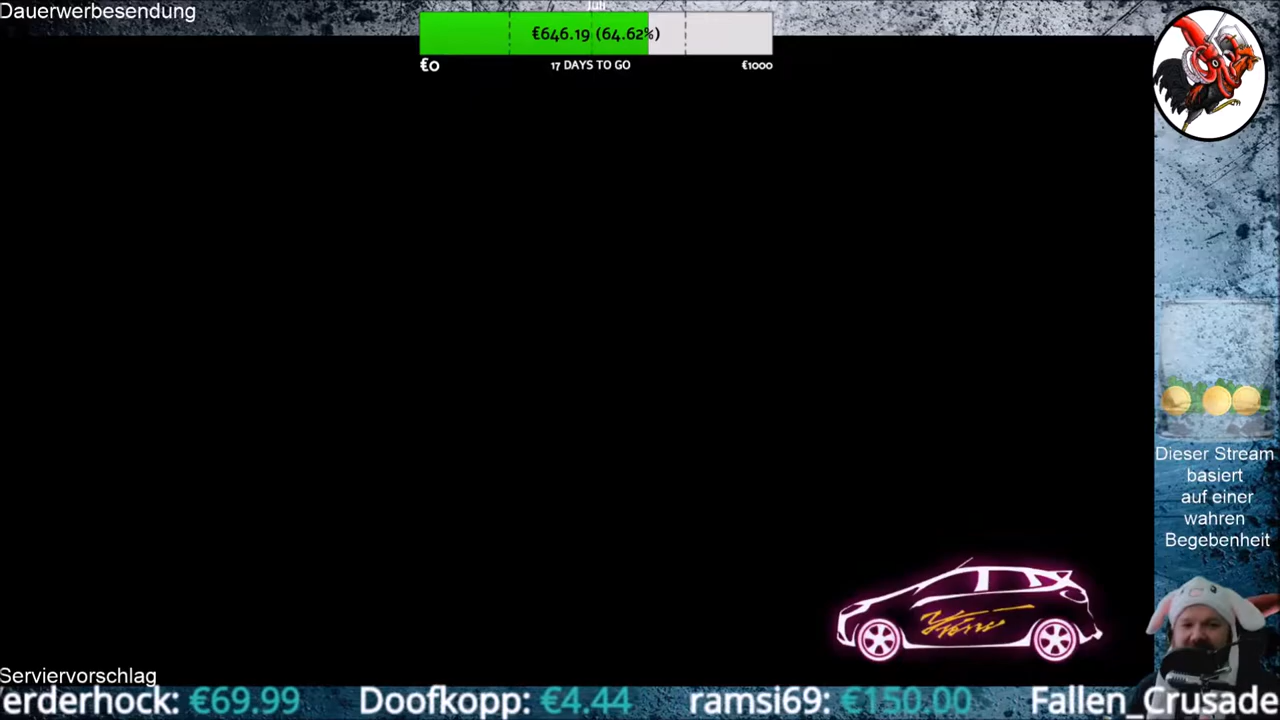 Dauerwerbesendung
Juli
€646.19 (64.62%)
€0
17 DAYS TO GO
€1000
Dieser Stream
basiert
auf einer
wahren
Begebenheit
Serviervorschlag
erderhock: €69.99 Doofkopp: €4.44 ramsi69: €150.00 Fallen_Crusade